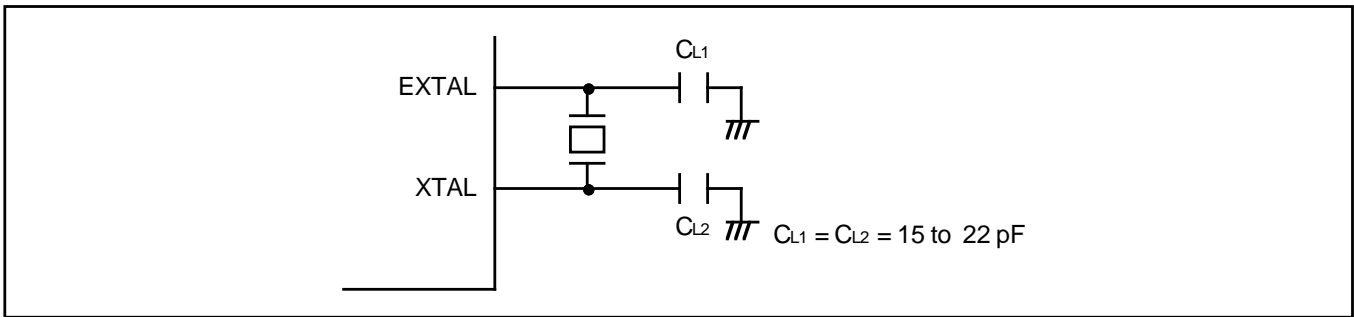 CL1
EXTAL
XTAL
CL2
CL1 = CL2 = 15 to 22 pF